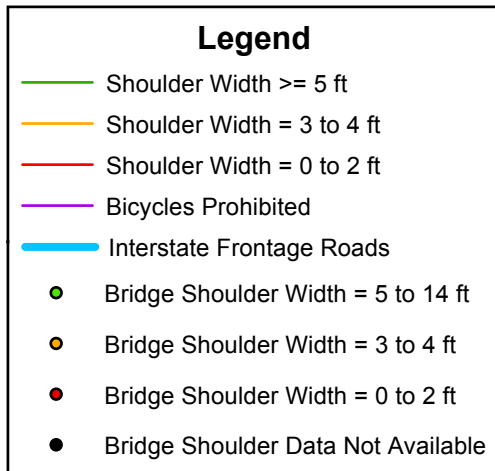 Legend
Shoulder Width >= 5 ft
Shoulder Width = 3 to 4 ft
Shoulder Width = 0 to 2 ft
Bicycles Prohibited
Interstate Frontage Roads
Bridge Shoulder Width = 5 to 14 ft
Bridge Shoulder Width = 3 to 4 ft
Bridge Shoulder Width = 0 to 2 ft
Bridge Shoulder Data Not Available